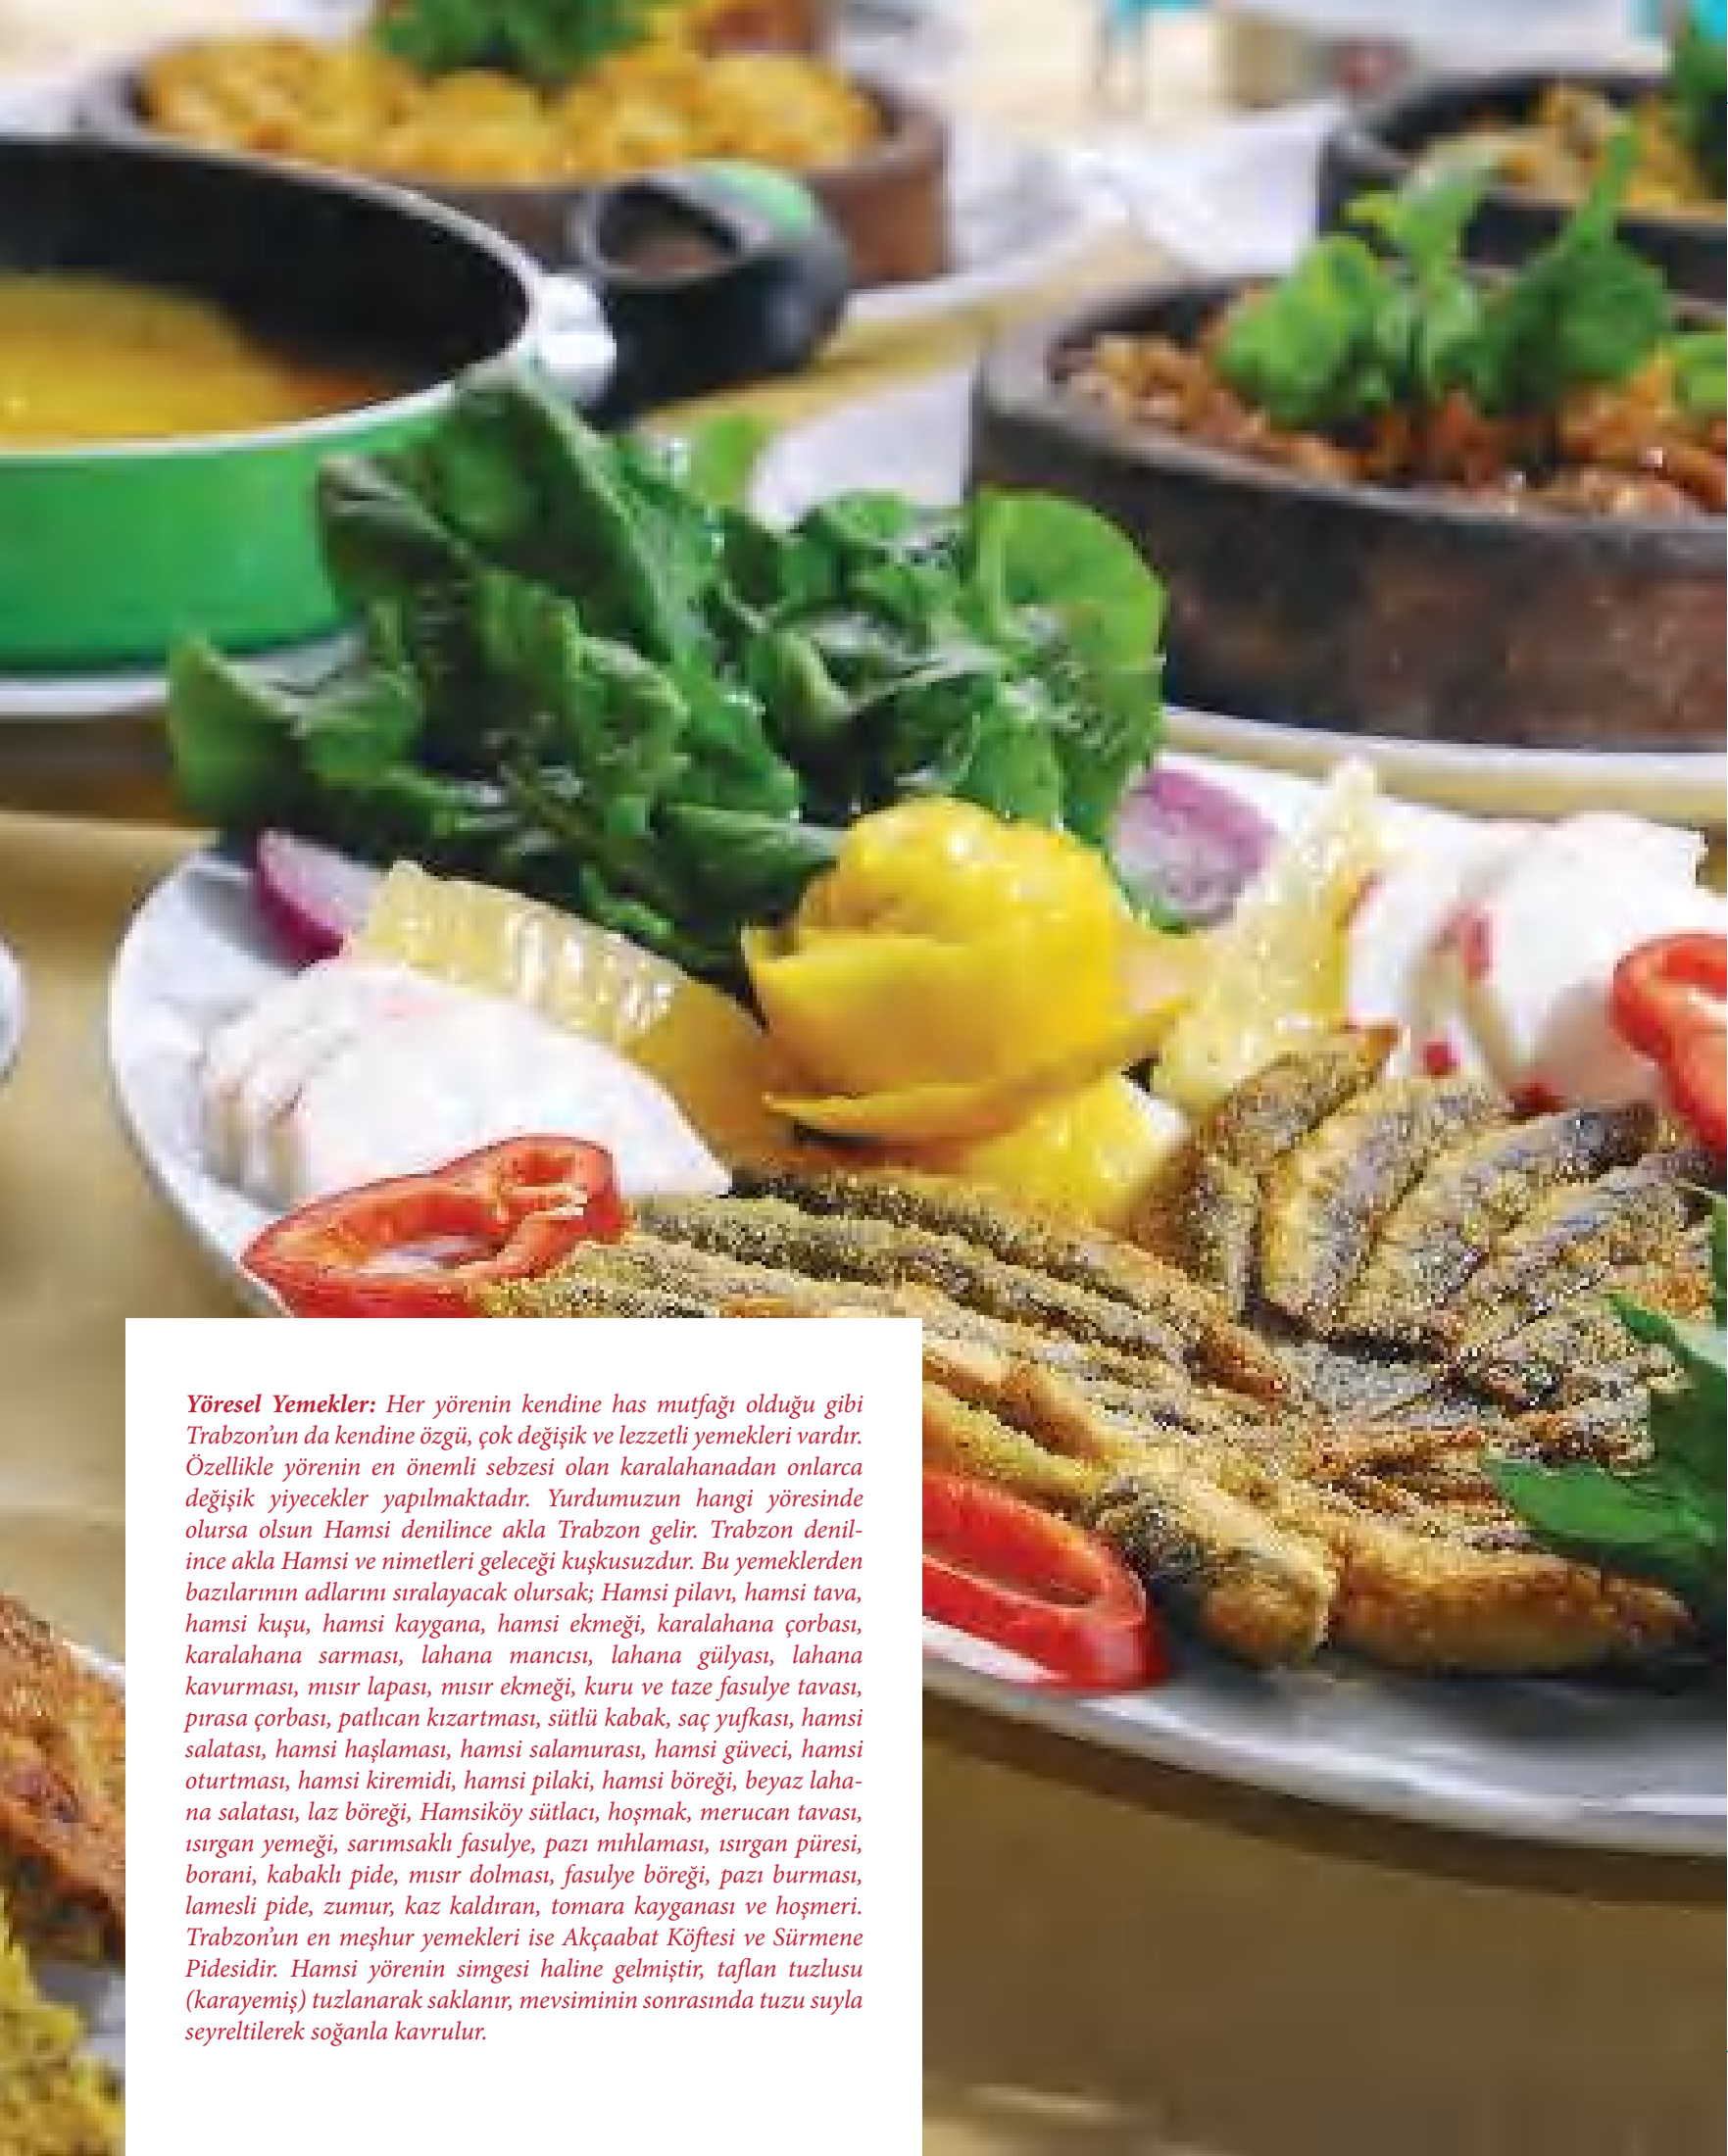 Yöresel Yemekler: Her yörenin kendine has mutfağı olduğu gibi
Trabzon’un da kendine özgü, çok değişik ve lezzetli yemekleri vardır.
Özellikle yörenin en önemli sebzesi olan karalahanadan onlarca
değişik yiyecekler yapılmaktadır. Yurdumuzun hangi yöresinde
olursa olsun Hamsi denilince akla Trabzon gelir. Trabzon denil-
ince akla Hamsi ve nimetleri geleceği kuşkusuzdur. Bu yemeklerden
bazılarının adlarını sıralayacak olursak; Hamsi pilavı, hamsi tava,
hamsi kuşu, hamsi kaygana, hamsi ekmeği, karalahana çorbası,
karalahana sarması, lahana mancısı, lahana gülyası, lahana
kavurması, mısır lapası, mısır ekmeği, kuru ve taze fasulye tavası,
pırasa çorbası, patlıcan kızartması, sütlü kabak, saç yufkası, hamsi
salatası, hamsi haşlaması, hamsi salamurası, hamsi güveci, hamsi
oturtması, hamsi kiremidi, hamsi pilaki, hamsi böreği, beyaz laha-
na salatası, laz böreği, Hamsiköy sütlacı, hoşmak, merucan tavası,
ısırgan yemeği, sarımsaklı fasulye, pazı mıhlaması, ısırgan püresi,
borani, kabaklı pide, mısır dolması, fasulye böreği, pazı burması,
lamesli pide, zumur, kaz kaldıran, tomara kayganası ve hoşmeri.
Trabzon’un en meşhur yemekleri ise Akçaabat Köftesi ve Sürmene
Pidesidir. Hamsi yörenin simgesi haline gelmiştir, taflan tuzlusu
(karayemiş) tuzlanarak saklanır, mevsiminin sonrasında tuzu suyla
seyreltilerek soğanla kavrulur.